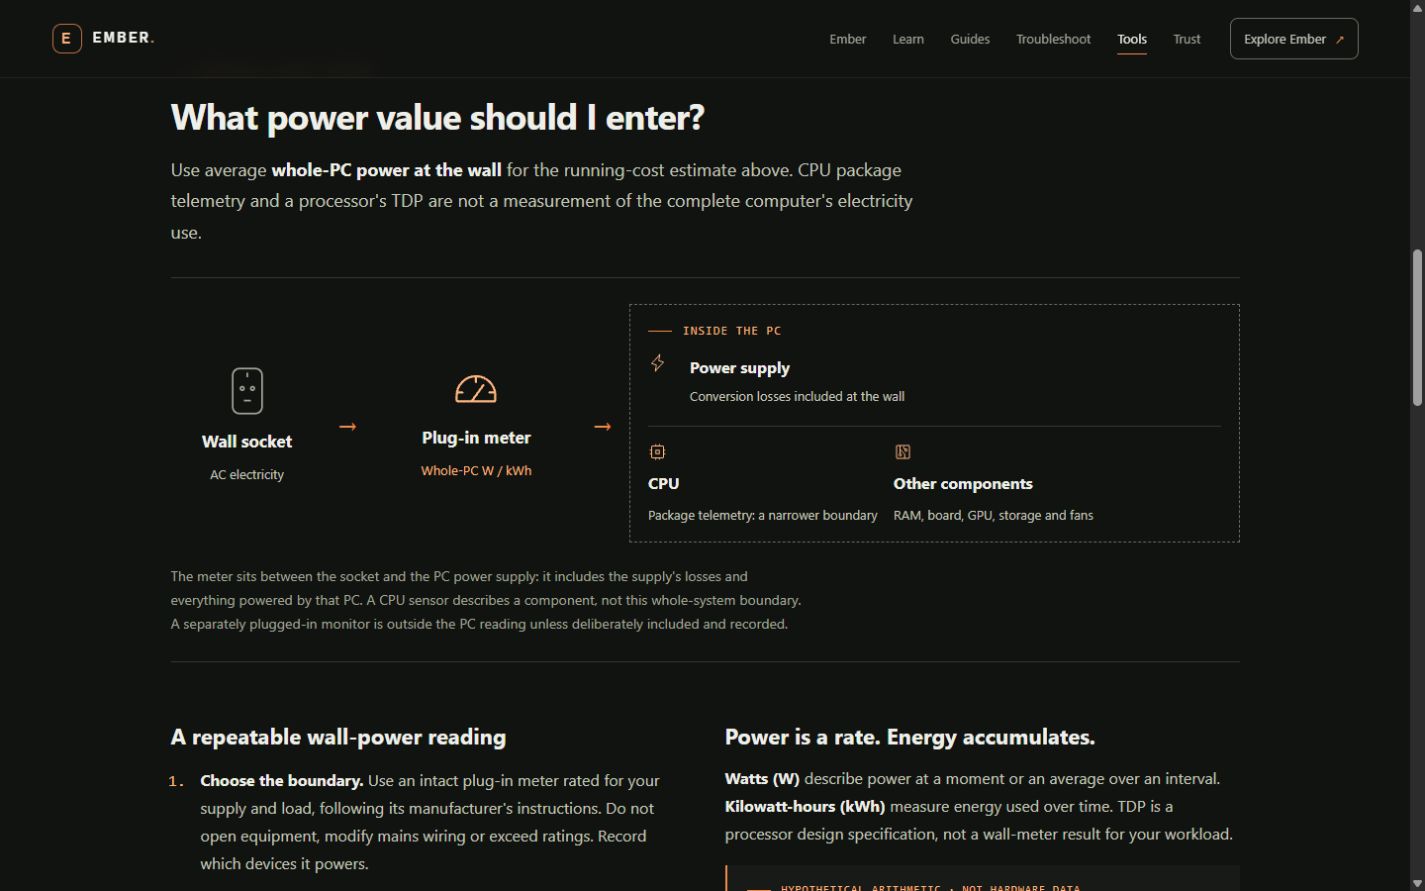 E EMBER.
Ember Learn Guides Troubleshoot Tools Trust Explore Ember ↗
What power value should I enter?
Use average whole-PC power at the wall for the running-cost estimate above. CPU package
telemetry and a processor's TDP are not a measurement of the complete computer's electricity
use.
Wall socket
AC electricity
→
Plug-in meter
Whole-PC W / kWh
→
INSIDE THE PC
Power supply
Conversion losses included at the wall
CPU
Package telemetry: a narrower boundary
Other components
RAM, board, GPU, storage and fans
The meter sits between the socket and the PC power supply: it includes the supply's losses and
everything powered by that PC. A CPU sensor describes a component, not this whole-system boundary.
A separately plugged-in monitor is outside the PC reading unless deliberately included and recorded.
A repeatable wall-power reading
1. Choose the boundary. Use an intact plug-in meter rated for your
supply and load, following its manufacturer's instructions. Do not
open equipment, modify mains wiring or exceed ratings. Record
which devices it powers.
Power is a rate. Energy accumulates.
Watts (W) describe power at a moment or an average over an interval.
Kilowatt-hours (kWh) measure energy used over time. TDP is a
processor design specification, not a wall-meter result for your workload.
HYPOTHETICAL ARITHMETIC · NOT HARDWARE DATA